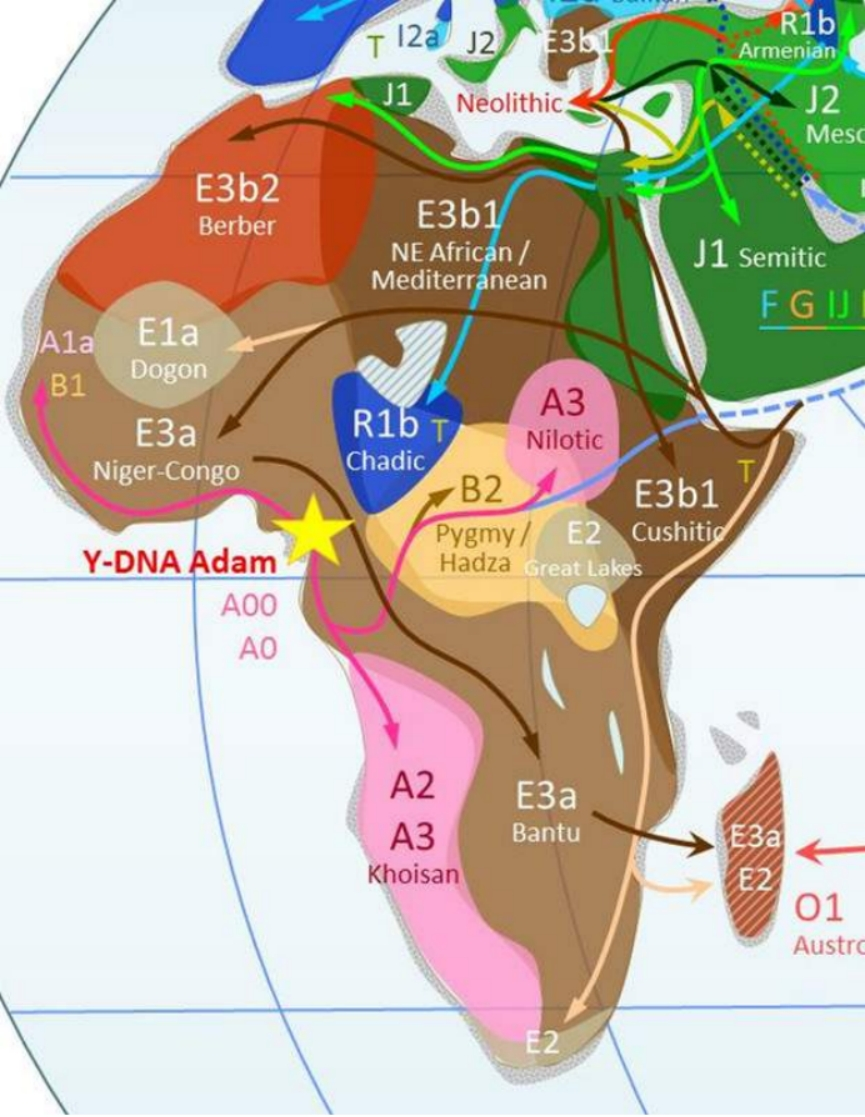 R1b
Armenian
T
I2a
J2
E3b1
J1
Neolithic
J2
E3b2
Berber
E3b1
NE African /
Mediterranean
J1 Semitic
F G IJ
A1a
B1
E1a
Dogon
E3a
Niger-Congo
R1b T
Chadic
A3
Nilotic
B2
Pygmy /
Hadza
E2
Great Lakes
T
E3b1
Cushitic
Y-DNA Adam
A00
A0
A2
A3
Khoisan
E3a
Bantu
E3a
E2
O1
Austro
E2